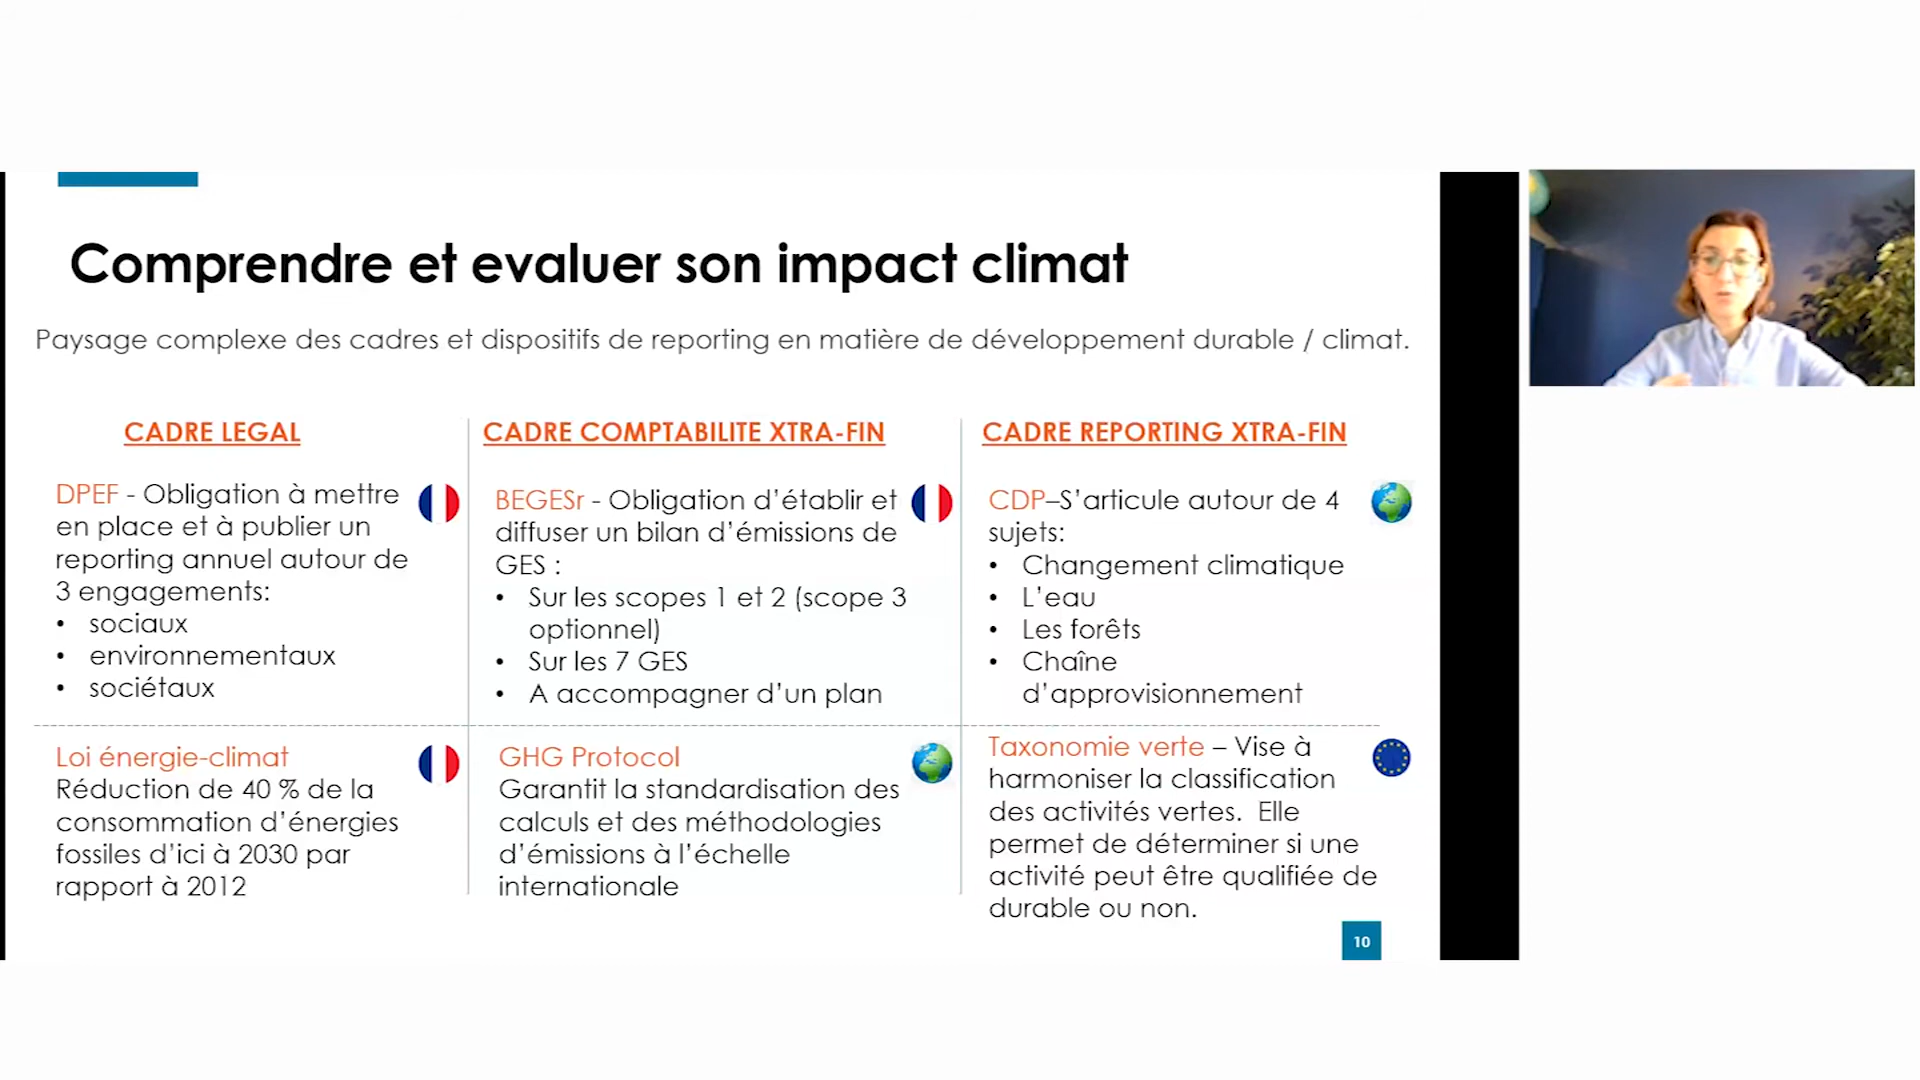 Comprendre et evaluer son impact climat
Paysage complexe des cadres et dispositifs de reporting en matière de développement durable / climat.
CADRE LEGAL
DPEF - Obligation à mettre
en place et à publier un
reporting annuel autour de
3 engagements:
• sociaux
• environnementaux
• sociétaux
Loi énergie-climat
Réduction de 40 % de la
consommation d’énergies
fossiles d’ici à 2030 par
rapport à 2012
CADRE COMPTABILITE XTRA-FIN
BEGESr - Obligation d’établir et
diffuser un bilan d’émissions de
GES :
• Sur les scopes 1 et 2 (scope 3
optionnel)
• Sur les 7 GES
• A accompagner d’un plan
GHG Protocol
Garantit la standardisation des
calculs et des méthodologies
d’émissions à l’échelle
internationale
CADRE REPORTING XTRA-FIN
CDP–S’articule autour de 4
sujets:
• Changement climatique
• L’eau
• Les forêts
• Chaîne
d’approvisionnement
Taxonomie verte – Vise à
harmoniser la classification
des activités vertes. Elle
permet de déterminer si une
activité peut être qualifiée de
durable ou non.
10